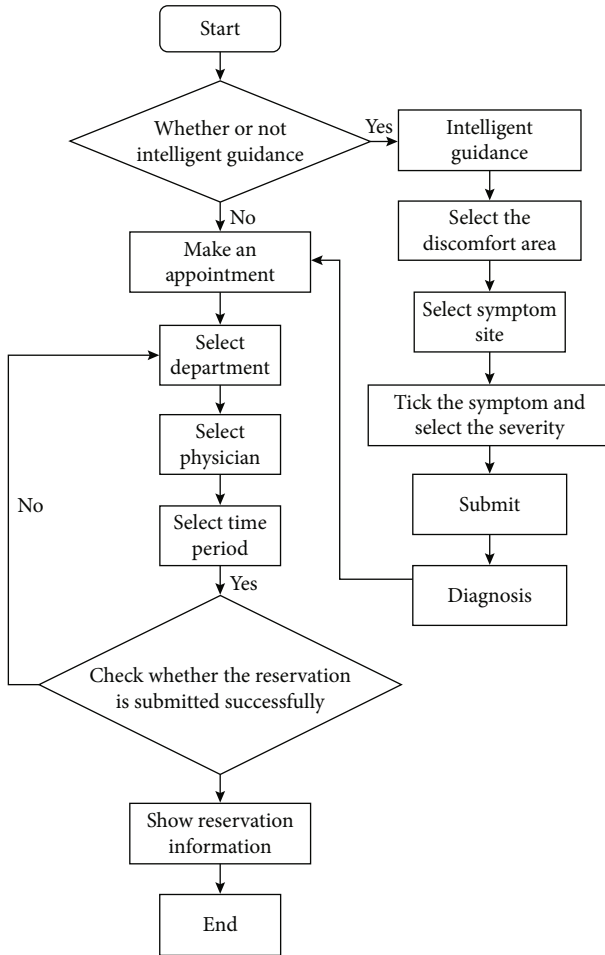 Start
Whether or not
intelligent guidance
Yes
Intelligent
guidance
No
Select the
discomfort area
Make an
appointment
Select symptom
site
Select
department
Tick the symptom and
select the severity
Select
physician
No
Submit
Select time
period
Yes
Diagnosis
Check whether the reservation
is submitted successfully
Show reservation
information
End